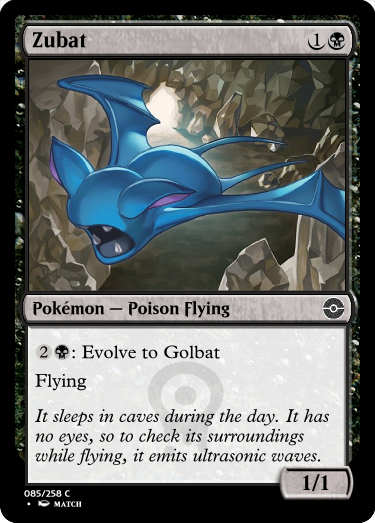 Zubat 1
Pokémon — Poison Flying
2 : Evolve to Golbat
Flying
It sleeps in caves during the day. It has
no eyes, so to check its surroundings
while flying, it emits ultrasonic waves.
1/1
085/258 C
• MATCH